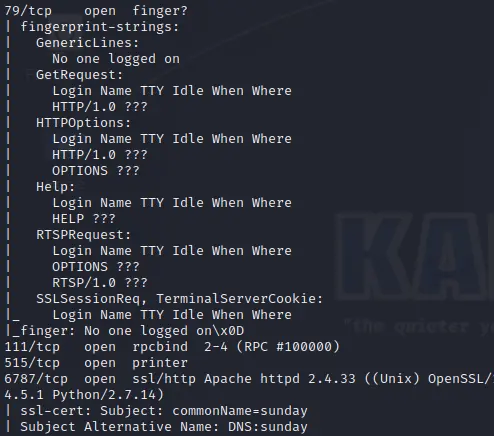 79/tcp   open  finger?
| fingerprint-strings:
|   GenericLines:
|     No one logged on
|   GetRequest:
|     Login Name TTY Idle When Where
|     HTTP/1.0 ???
|   HTTPOptions:
|     Login Name TTY Idle When Where
|     HTTP/1.0 ???
|     OPTIONS ???
|   Help:
|     Login Name TTY Idle When Where
|     HELP ???
|   RTSPRequest:
|     Login Name TTY Idle When Where
|     OPTIONS ???
|     RTSP/1.0 ???
|   SSLSessionReq, TerminalServerCookie:
|_    Login Name TTY Idle When Where
|_finger: No one logged on\x0D
111/tcp  open  rpcbind  2-4 (RPC #100000)
515/tcp  open  printer
6787/tcp open  ssl/http Apache httpd 2.4.33 ((Unix) OpenSSL/
4.5.1 Python/2.7.14)
| ssl-cert: Subject: commonName=sunday
| Subject Alternative Name: DNS:sunday
KA
"the quieter y